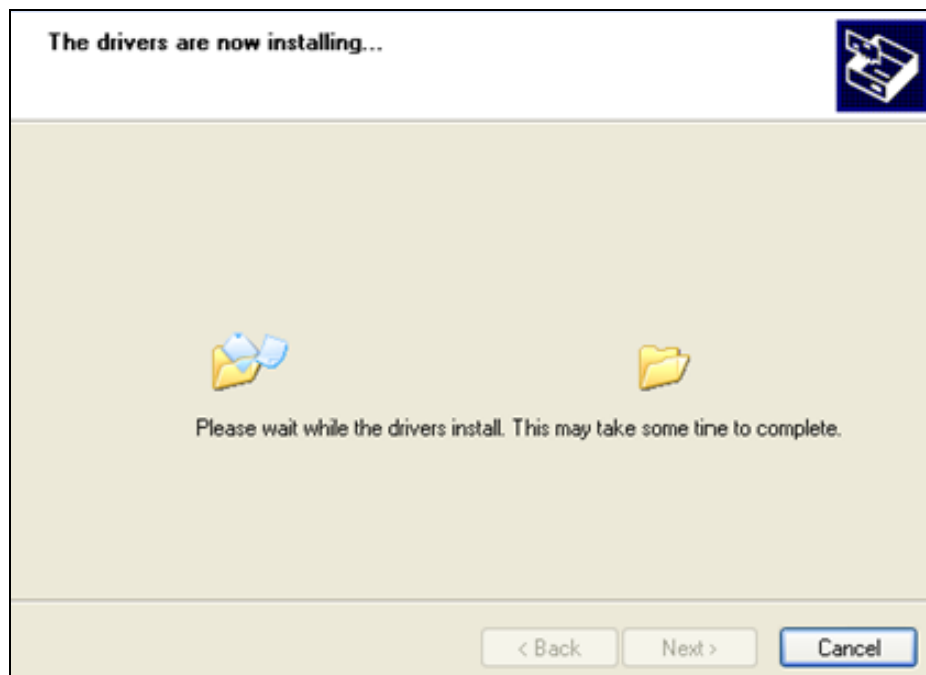 The drivers are now installing...
Please wait while the drivers install. This may take some time to complete.
< Back
Next >
Cancel